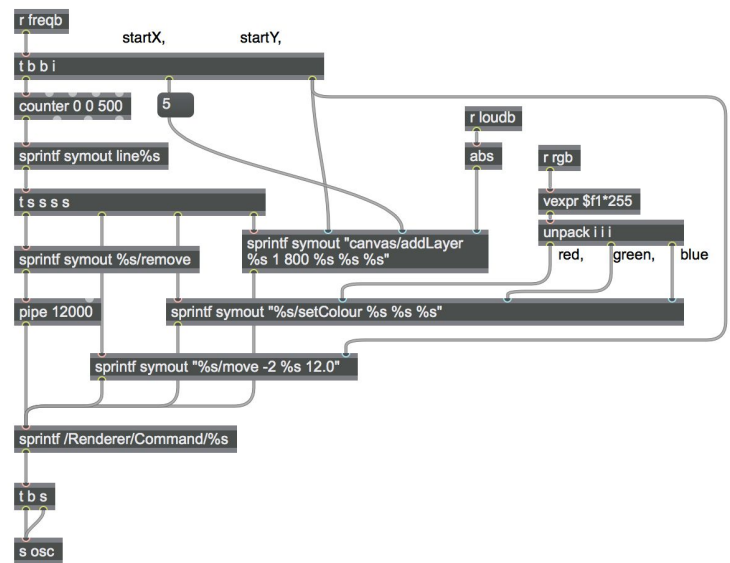 r freqb
startX,
startY,
t b b i
counter 0 0 500
5
r loudb
sprintf symout line%s
abs
r rgb
t s s s s
vexpr $f1*255
sprintf symout %s/remove
sprintf symout "canvas/addLayer
%s 1 800 %s %s %s"
unpack i i i
red,
green,
blue
pipe 12000
sprintf symout "%s/setColour %s %s %s"
sprintf symout "%s/move -2 %s 12.0"
sprintf /Renderer/Command/%s
t b s
s osc